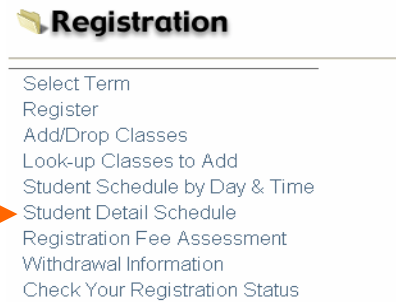 Registration
Select Term
Register
Add/Drop Classes
Look-up Classes to Add
Student Schedule by Day & Time
Student Detail Schedule
Registration Fee Assessment
Withdrawal Information
Check Your Registration Status